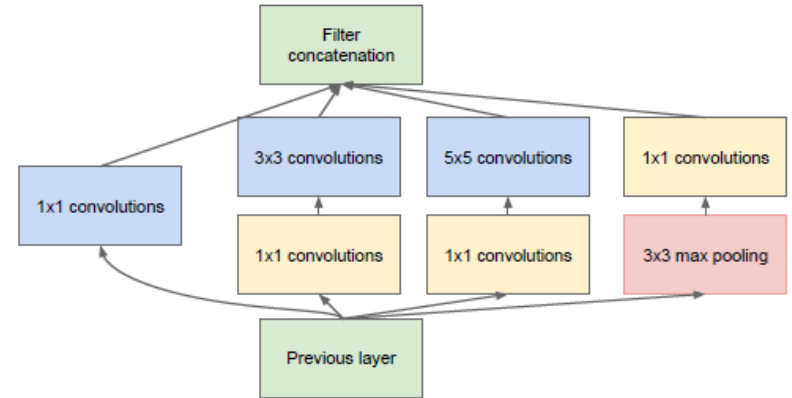 Filter
concatenation
3x3 convolutions
5x5 convolutions
1x1 convolutions
1x1 convolutions
1x1 convolutions
1x1 convolutions
3x3 max pooling
Previous layer